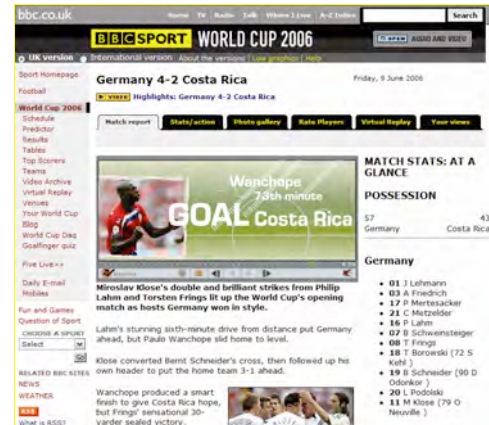 bbc.co.uk Home TV Radio Talk Where I Live A-Z Index Search
BBC SPORT WORLD CUP 2006 OPEN AUDIO AND VIDEO
UK version International version About the versions | Low graphics | Help
Sport Homepage
Football
World Cup 2006
Schedule
Predictor
Results
Tables
Top Scorers
Teams
Video Archive
Virtual Replay
Venues
Your World Cup
Blog
World Cup Daq
Goalfinger quiz
Five Live>>
Daily E-mail
Mobiles
Fun and Games
Question of Sport
CHOOSE A SPORT
Select
Go
RELATED BBC SITES
NEWS
WEATHER
RSS
What is RSS?
Germany 4-2 Costa Rica
Friday, 9 June 2006
VIDEO Highlights: Germany 4-2 Costa Rica
Match report Stats/action Photo gallery Rate Players Virtual Replay Your views
Wanchope
73th minute
GOAL Costa Rica
Miroslav Klose's double and brilliant strikes from Philip
Lahm and Torsten Frings lit up the World Cup's opening
match as hosts Germany won in style.
Lahm's stunning sixth-minute drive from distance put Germany
ahead, but Paulo Wanchope slid home to level.
Klose converted Bernt Schneider's cross, then followed up his
own header to put the home team 3-1 ahead.
Wanchope produced a smart
finish to give Costa Rica hope,
but Frings' sensational 30-
yarder sealed victory.
MATCH STATS: AT A
GLANCE
POSSESSION
57 43
Germany Costa Rica
Germany
01 J Lehmann
03 A Friedrich
17 P Mertesacker
21 C Metzelder
16 P Lahm
07 B Schweinsteiger
08 T Frings
18 T Borowski (72 S
Kehl )
19 B Schneider (90 D
Odonkor )
20 L Podolski
11 M Klose (79 O
Neuville )